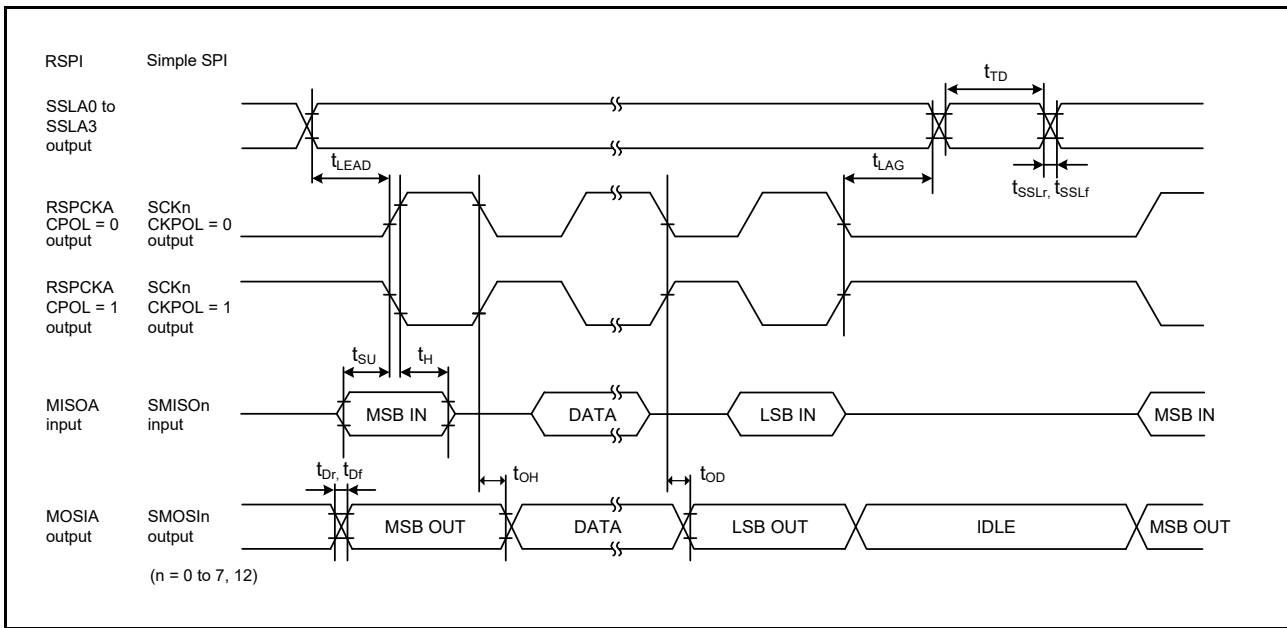 RSPI Simple SPI
tTD
SSLA0 to
SSLA3
output
tLEAD
tLAG
tSSLr, tSSLf
RSPCKA SCKn
CPOL = 0 CKPOL = 0
output output
RSPCKA SCKn
CPOL = 1 CKPOL = 1
output output
tSU tH
MISOA SMISOn
input input
MSB IN DATA LSB IN MSB IN
tDr, tDf tOH tOD
MOSIA SMOSIn
output output
MSB OUT DATA LSB OUT IDLE MSB OUT
(n = 0 to 7, 12)